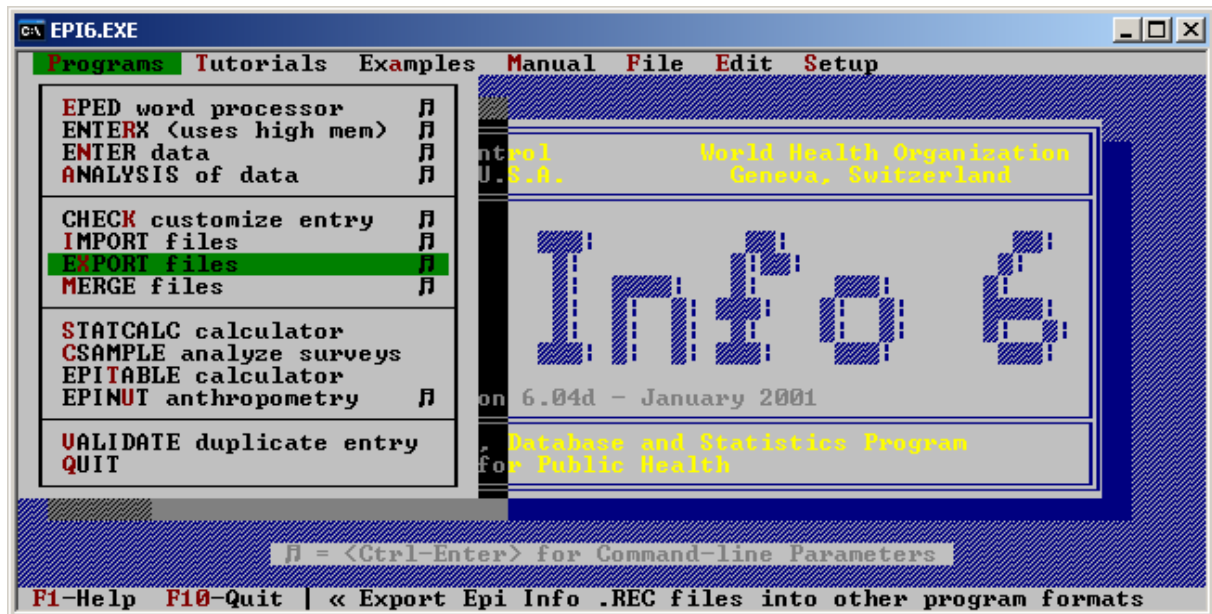 EPI6.EXE
Programs Tutorials Examples Manual File Edit Setup
EPED word processor ♬
ENTERX (uses high mem) ♬
ENTER data ♬
ANALYSIS of data ♬
CHECK customize entry ♬
IMPORT files ♬
EXPORT files ♬
MERGE files ♬
STATCALC calculator
CSAMPLE analyze surveys
EPITABLE calculator
EPINUT anthropometry ♬
VALIDATE duplicate entry
QUIT
ntrol World Health Organization
U.S.A. Geneva, Switzerland
Info 6
on 6.04d - January 2001
, Database and Statistics Program
for Public Health
♬ = <Ctrl-Enter> for Command-line Parameters
F1-Help F10-Quit | « Export Epi Info .REC files into other program formats